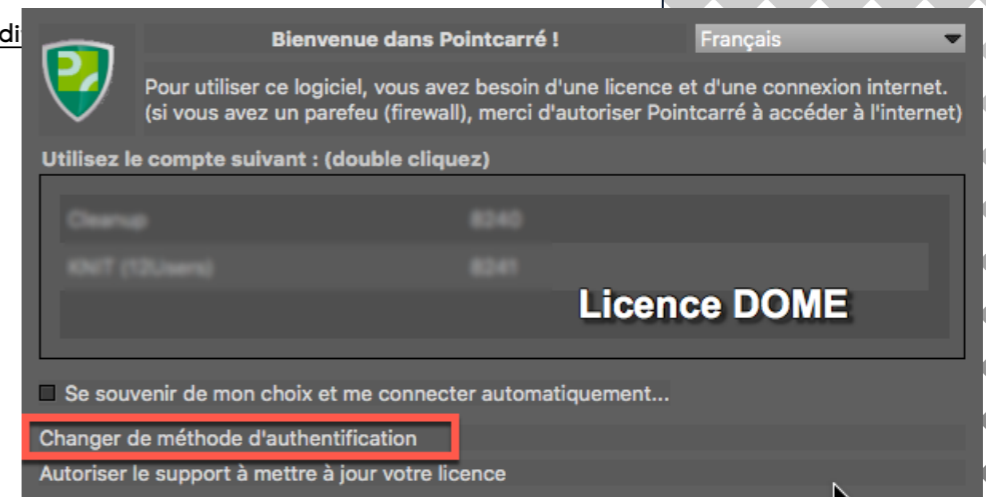 di
Bienvenue dans Pointcarré !
Français
Pour utiliser ce logiciel, vous avez besoin d'une licence et d'une connexion internet.
(si vous avez un parefeu (firewall), merci d'autoriser Pointcarré à accéder à l'internet)
Utilisez le compte suivant : (double cliquez)
Cleanup 8240
KNIT (12Users) 8241
Licence DOME
Se souvenir de mon choix et me connecter automatiquement...
Changer de méthode d'authentification
Autoriser le support à mettre à jour votre licence